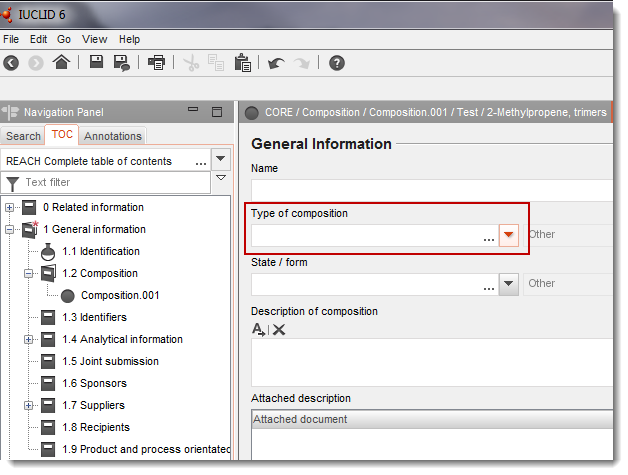 IUCLID 6
File Edit Go View Help
Navigation Panel
CORE / Composition / Composition.001 / Test / 2-Methylpropene, trimers
Search TOC Annotations
General Information
REACH Complete table of contents ...
Name
Text filter
0 Related information
Type of composition
1 General information
... Other
1.1 Identification
State / form
1.2 Composition
... Other
Composition.001
Description of composition
1.3 Identifiers
A
1.4 Analytical information
1.5 Joint submission
1.6 Sponsors
Attached description
1.7 Suppliers
Attached document
1.8 Recipients
1.9 Product and process orientated